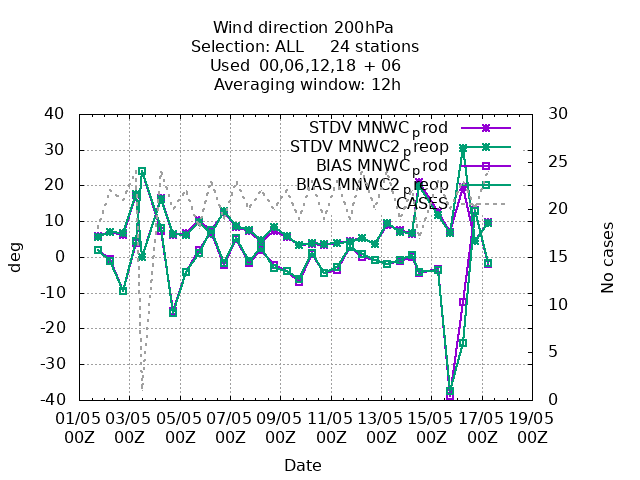 Wind direction 200hPa
Selection: ALL 24 stations
Used 00,06,12,18 + 06
Averaging window: 12h
STDV MNWC_prod
STDV MNWC2_preop
BIAS MNWC_prod
BIAS MNWC2_preop
CASES
40
30
20
10
0
-10
-20
-30
-40
deg
30
25
20
15
10
5
0
No cases
01/05 03/05 05/05 07/05 09/05 11/05 13/05 15/05 17/05 19/05
00Z 00Z 00Z 00Z 00Z 00Z 00Z 00Z 00Z 00Z
Date